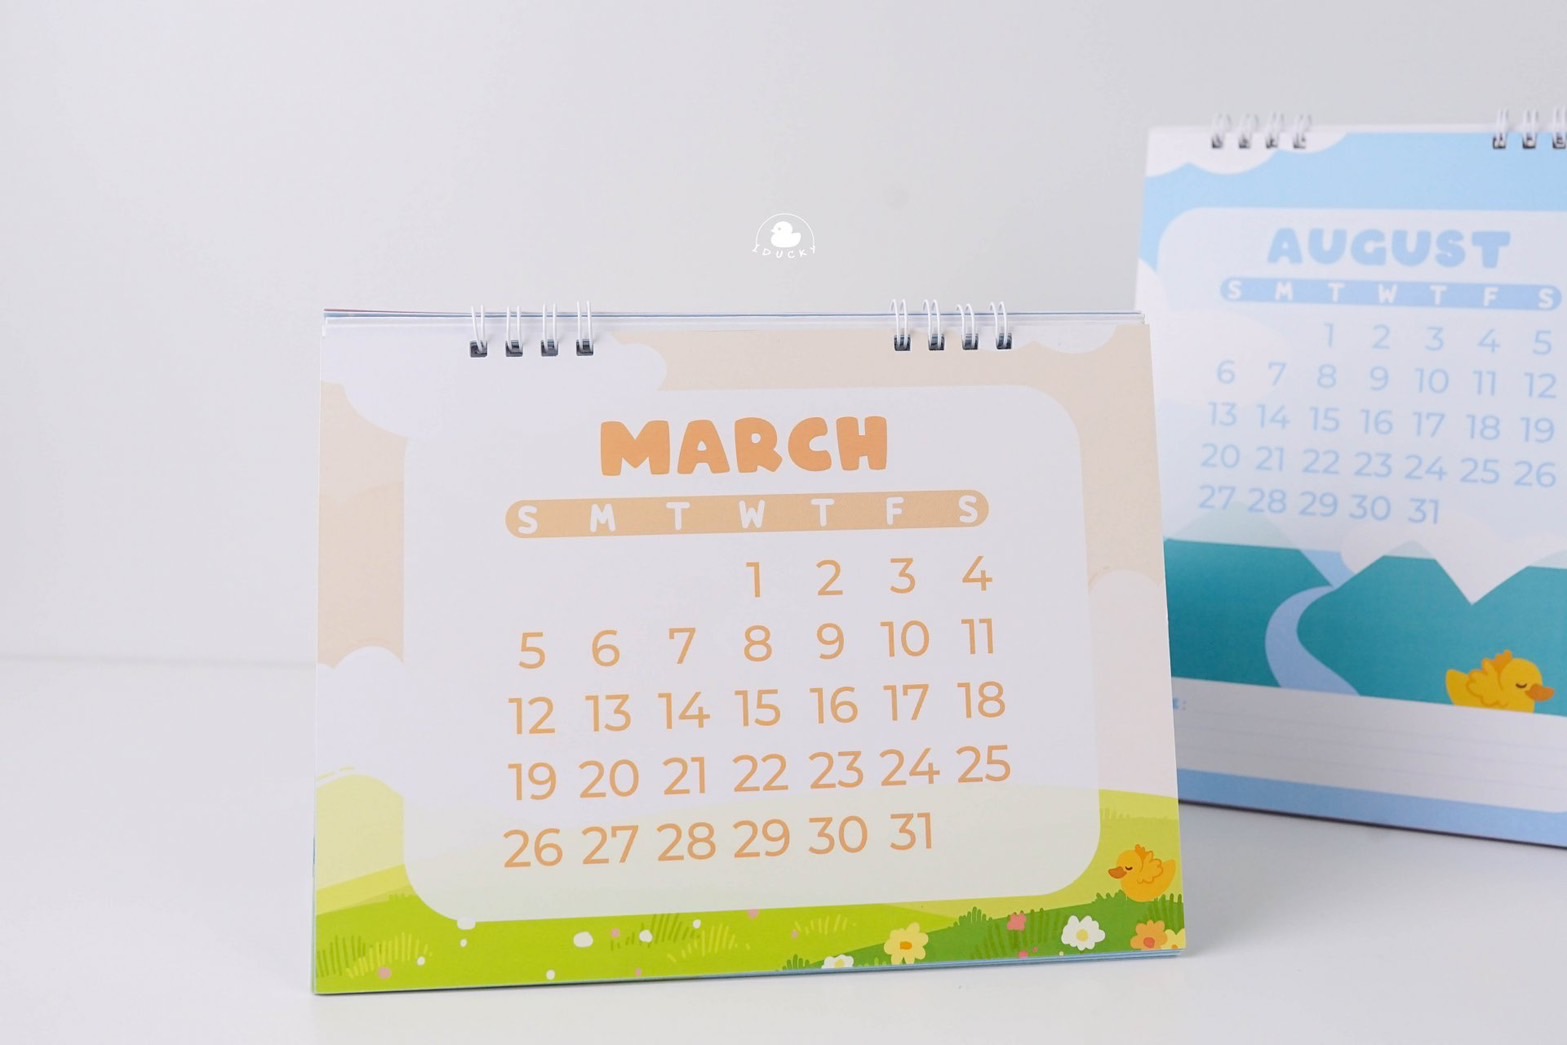 DUCKY
MARCH
S M T W T F S
1 2 3 4
5 6 7 8 9 10 11
12 13 14 15 16 17 18
19 20 21 22 23 24 25
26 27 28 29 30 31
AUGUST
S M T W T F S
1 2 3 4 5
6 7 8 9 10 11 12
13 14 15 16 17 18 19
20 21 22 23 24 25 26
27 28 29 30 31